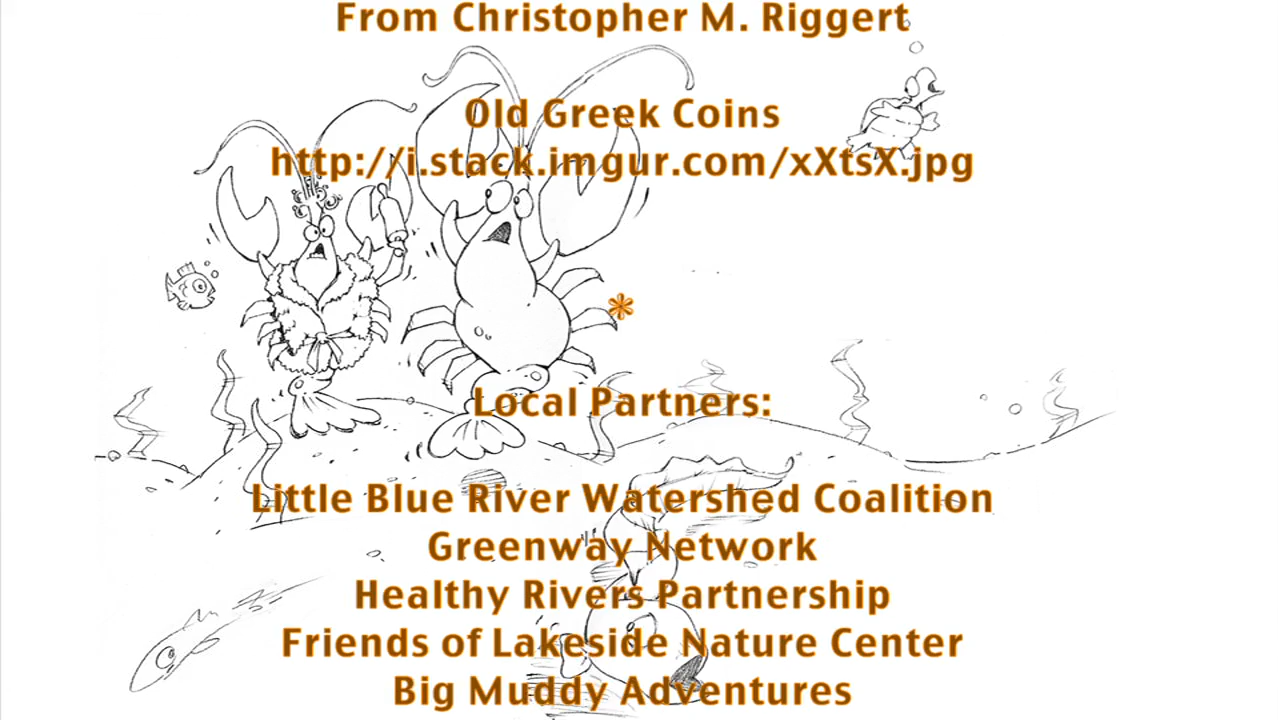 From Christopher M. Riggert
Old Greek Coins
http://i.stack.imgur.com/xXtsX.jpg
Local Partners:
Little Blue River Watershed Coalition
Greenway Network
Healthy Rivers Partnership
Friends of Lakeside Nature Center
Big Muddy Adventures